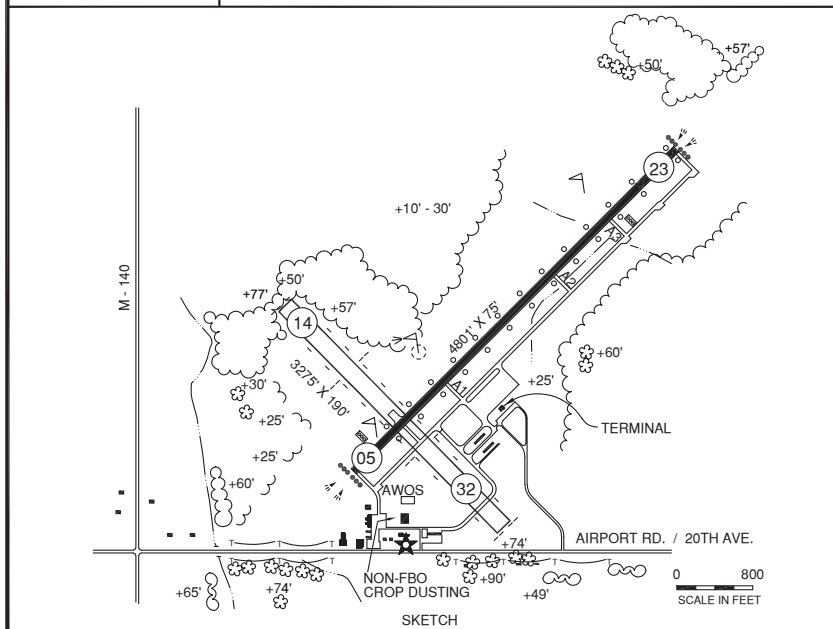 +57'
+50'
23
+10' - 30'
A3
M - 140
A2
+50'
+77'
+57'
14
4801' X 75'
+60'
3275' X 190'
+30'
+25'
A1
+25'
TERMINAL
+25'
05
+60'
AWOS
32
AIRPORT RD. / 20TH AVE.
+74'
T T T
T T T
T T T T
NON-FBO
CROP DUSTING
+90'
+65'
+74'
+49'
0 800
SCALE IN FEET
SKETCH